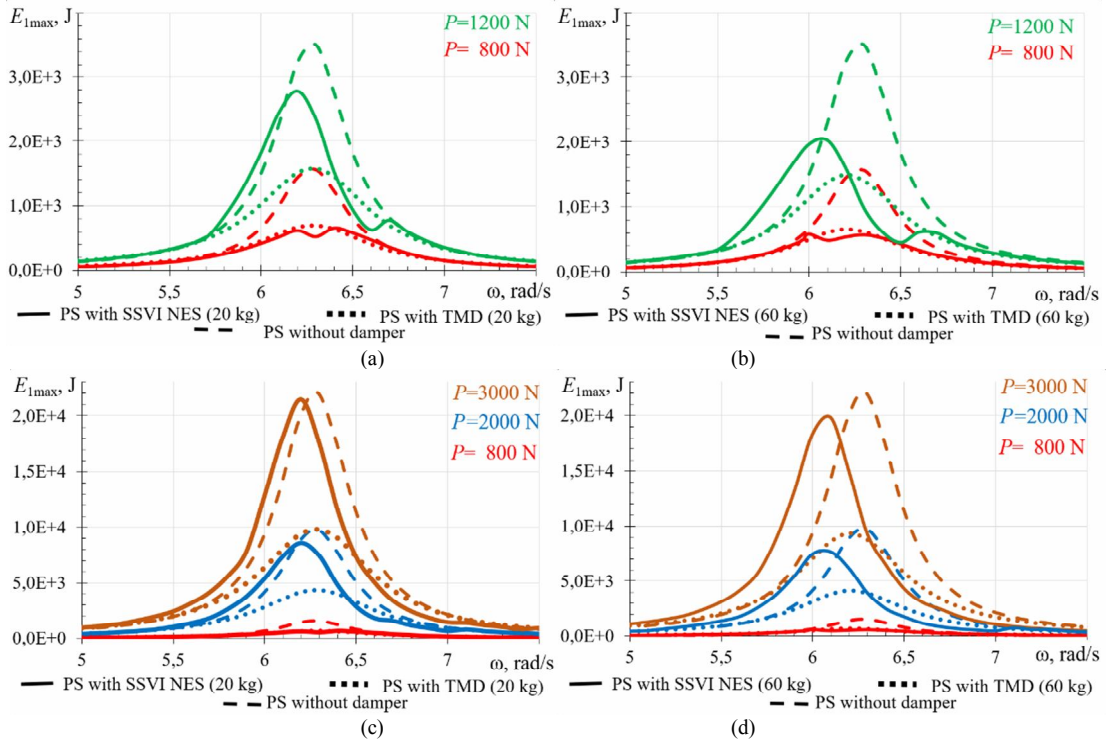 E1max, J
P=1200 N
P= 800 N
3,0E+3
2,0E+3
1,0E+3
0,0E+0
5 5,5 6 6,5 7 ω, rad/s
PS with SSVI NES (20 kg) PS with TMD (20 kg)
PS without damper
(a)
E1max, J
P=1200 N
P= 800 N
3,0E+3
2,0E+3
1,0E+3
0,0E+0
5 5,5 6 6,5 7 ω, rad/s
PS with SSVI NES (60 kg) PS with TMD (60 kg)
PS without damper
(b)
E1max, J
P=3000 N
P=2000 N
P= 800 N
2,0E+4
1,5E+4
1,0E+4
5,0E+3
0,0E+0
5 5,5 6 6,5 7 ω, rad/s
PS with SSVI NES (20 kg) PS with TMD (20 kg)
PS without damper
(c)
E1max, J
P=3000 N
P=2000 N
P= 800 N
2,0E+4
1,5E+4
1,0E+4
5,0E+3
0,0E+0
5 5,5 6 6,5 7 ω, rad/s
PS with SSVI NES (60 kg) PS with TMD (60 kg)
PS without damper
(d)